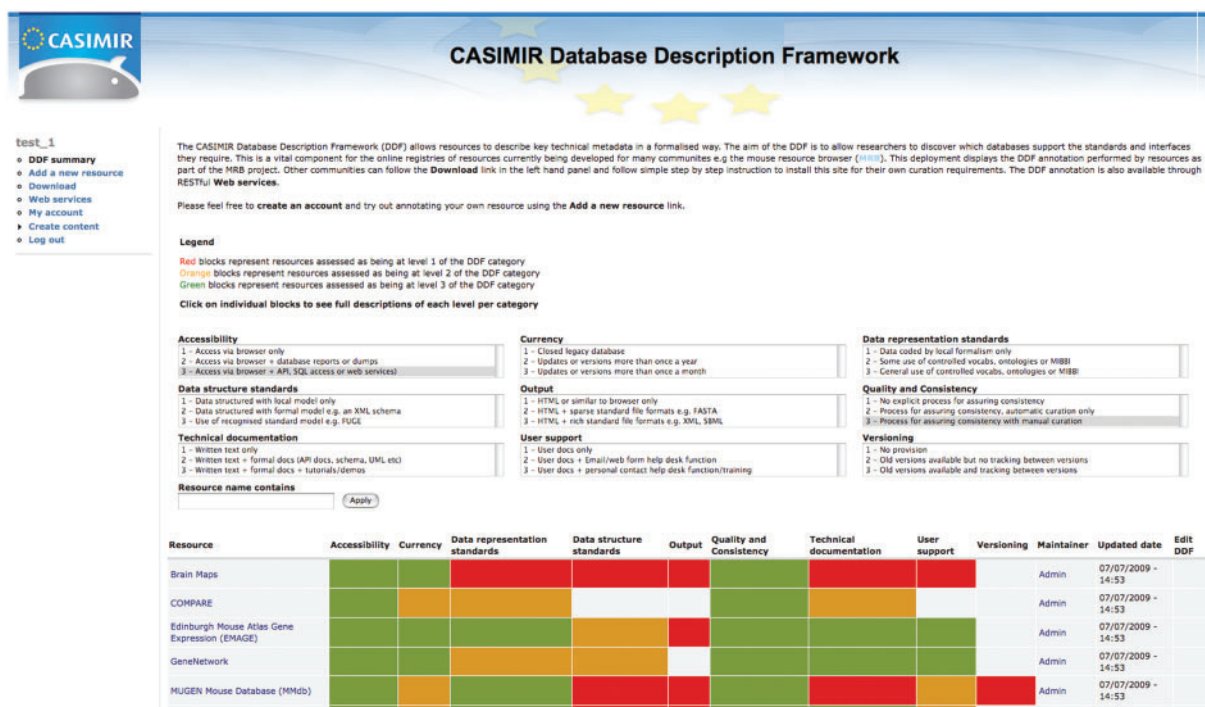 CASIMIR
CASIMIR Database Description Framework
test_1
DDF summary
Add a new resource
Download
Web services
My account
Create content
Log out
The CASIMIR Database Description Framework (DDF) allows resources to describe key technical metadata in a formalised way. The aim of the DDF is to allow researchers to discover which databases support the standards and interfaces
they require. This is a vital component for the online registries of resources currently being developed for many communites e.g the mouse resource browser (MRB). This deployment displays the DDF annotation performed by resources as
part of the MRB project. Other communities can follow the Download link in the left hand panel and follow simple step by step instruction to install this site for their own curation requirements. The DDF annotation is also available through
RESTful Web services.
Please feel free to create an account and try out annotating your own resource using the Add a new resource link.
Legend
Red blocks represent resources assessed as being at level 1 of the DDF category
Orange blocks represent resources assessed as being at level 2 of the DDF category
Green blocks represent resources assessed as being at level 3 of the DDF category
Click on individual blocks to see full descriptions of each level per category
Accessibility
1 - Access via browser only
2 - Access via browser + database reports or dumps
3 - Access via browser + API, SQL access or web services)
Currency
1 - Closed legacy database
2 - Updates or versions more than once a year
3 - Updates or versions more than once a month
Data representation standards
1 - Data coded by local formalism only
2 - Some use of controlled vocabs, ontologies or MIBBI
3 - General use of controlled vocabs, ontologies or MIBBI
Data structure standards
1 - Data structured with local model only
2 - Data structured with formal model e.g. an XML schema
3 - Use of recognised standard model e.g. FUGE
Output
1 - HTML or similar to browser only
2 - HTML + sparse standard file formats e.g. FASTA
3 - HTML + rich standard file formats e.g. XML, SBML
Quality and Consistency
1 - No explicit process for assuring consistency
2 - Process for assuring consistency, automatic curation only
3 - Process for assuring consistency with manual curation
Technical documentation
1 - Written text only
2 - Written text + formal docs (API docs, schema, UML etc)
3 - Written text + formal docs + tutorials/demos
User support
1 - User docs only
2 - User docs + Email/web form help desk function
3 - User docs + personal contact help desk function/training
Versioning
1 - No provision
2 - Old versions available but no tracking between versions
3 - Old versions available and tracking between versions
Resource name contains
Apply
Resource Accessibility Currency Data representation standards Data structure standards Output Quality and Consistency Technical documentation User support Versioning Maintainer Updated date Edit DDF
Brain Maps Admin 07/07/2009 - 14:53
COMPARE Admin 07/07/2009 - 14:53
Edinburgh Mouse Atlas Gene Expression (EMAGE) Admin 07/07/2009 - 14:53
GeneNetwork Admin 07/07/2009 - 14:53
MUGEN Mouse Database (MMdb) Admin 07/07/2009 - 14:53